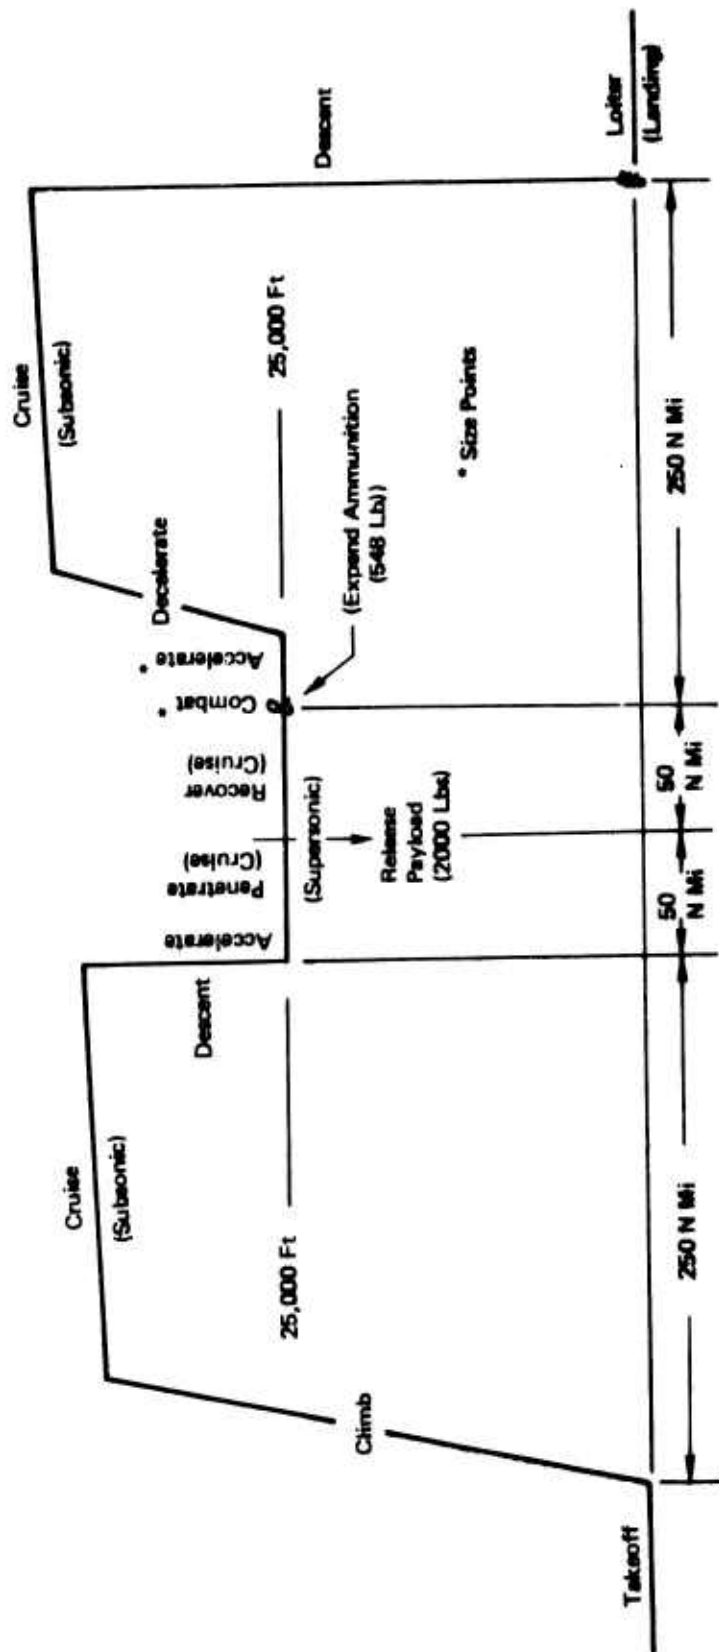 Takeoff
Climb
Cruise
(Subsonic)
25,000 Ft
Descent
Accelerate
Penetrate
(Cruise)
Recover
(Cruise)
Combat *
Accelerate *
(Supersonic)
Release
Payload
(2000 Lbs)
(Expend Ammunition
(548 Lb))
Decelerate
Cruise
(Subsonic)
25,000 Ft
* Size Points
Descent
Loiter
(Landing)
250 N Mi
50
N Mi
50
N Mi
250 N Mi